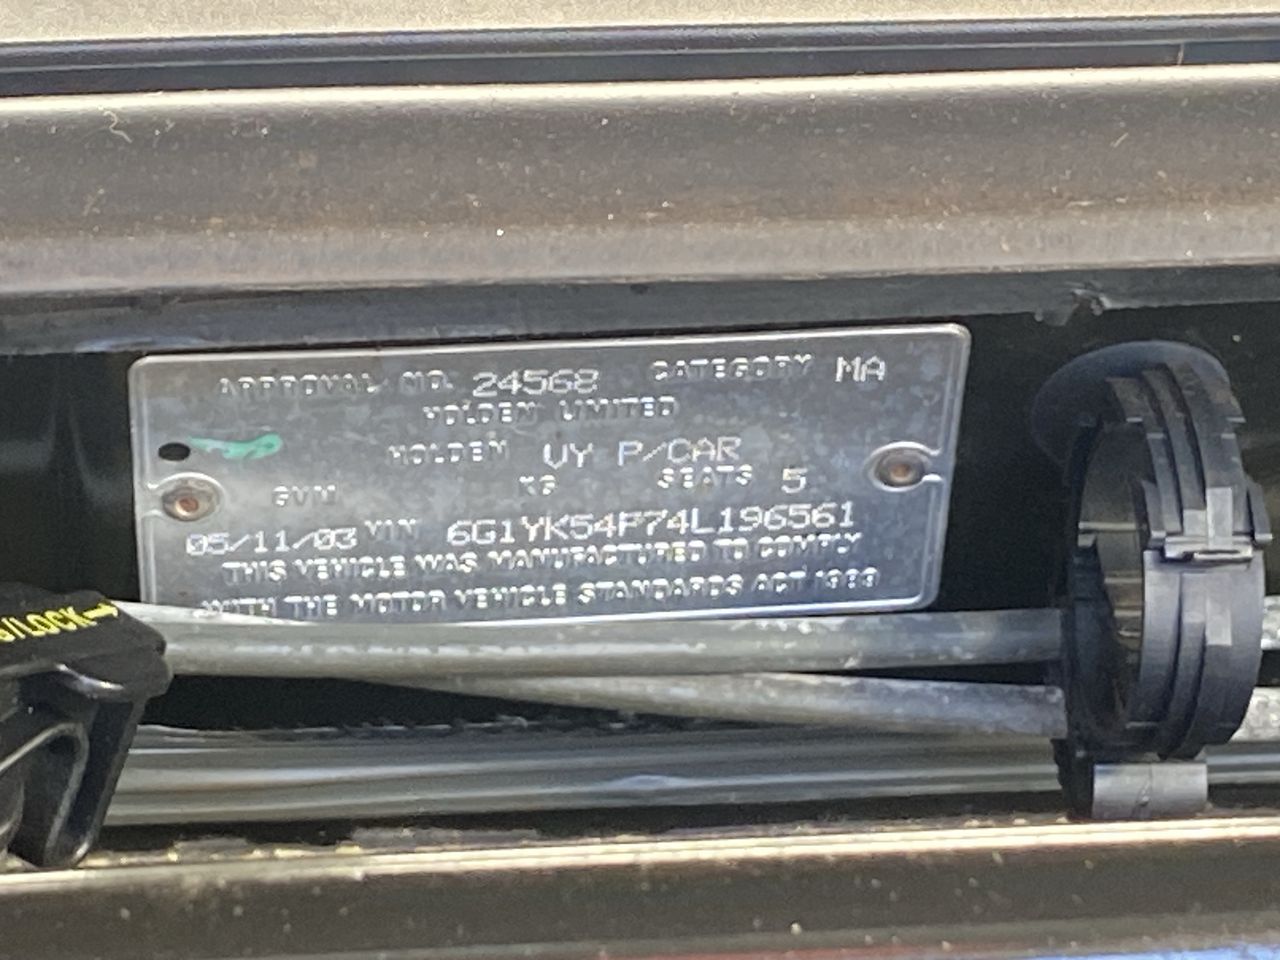 APPROVAL NO. 24568 CATEGORY MA
HOLDEN LIMITED
HOLDEN VY P/CAR
GVM KG SEATS 5
05/11/03 VIN 6G1YK54F74L196561
THIS VEHICLE WAS MANUFACTURED TO COMPLY
WITH THE MOTOR VEHICLE STANDARDS ACT 1989
/LOCK→